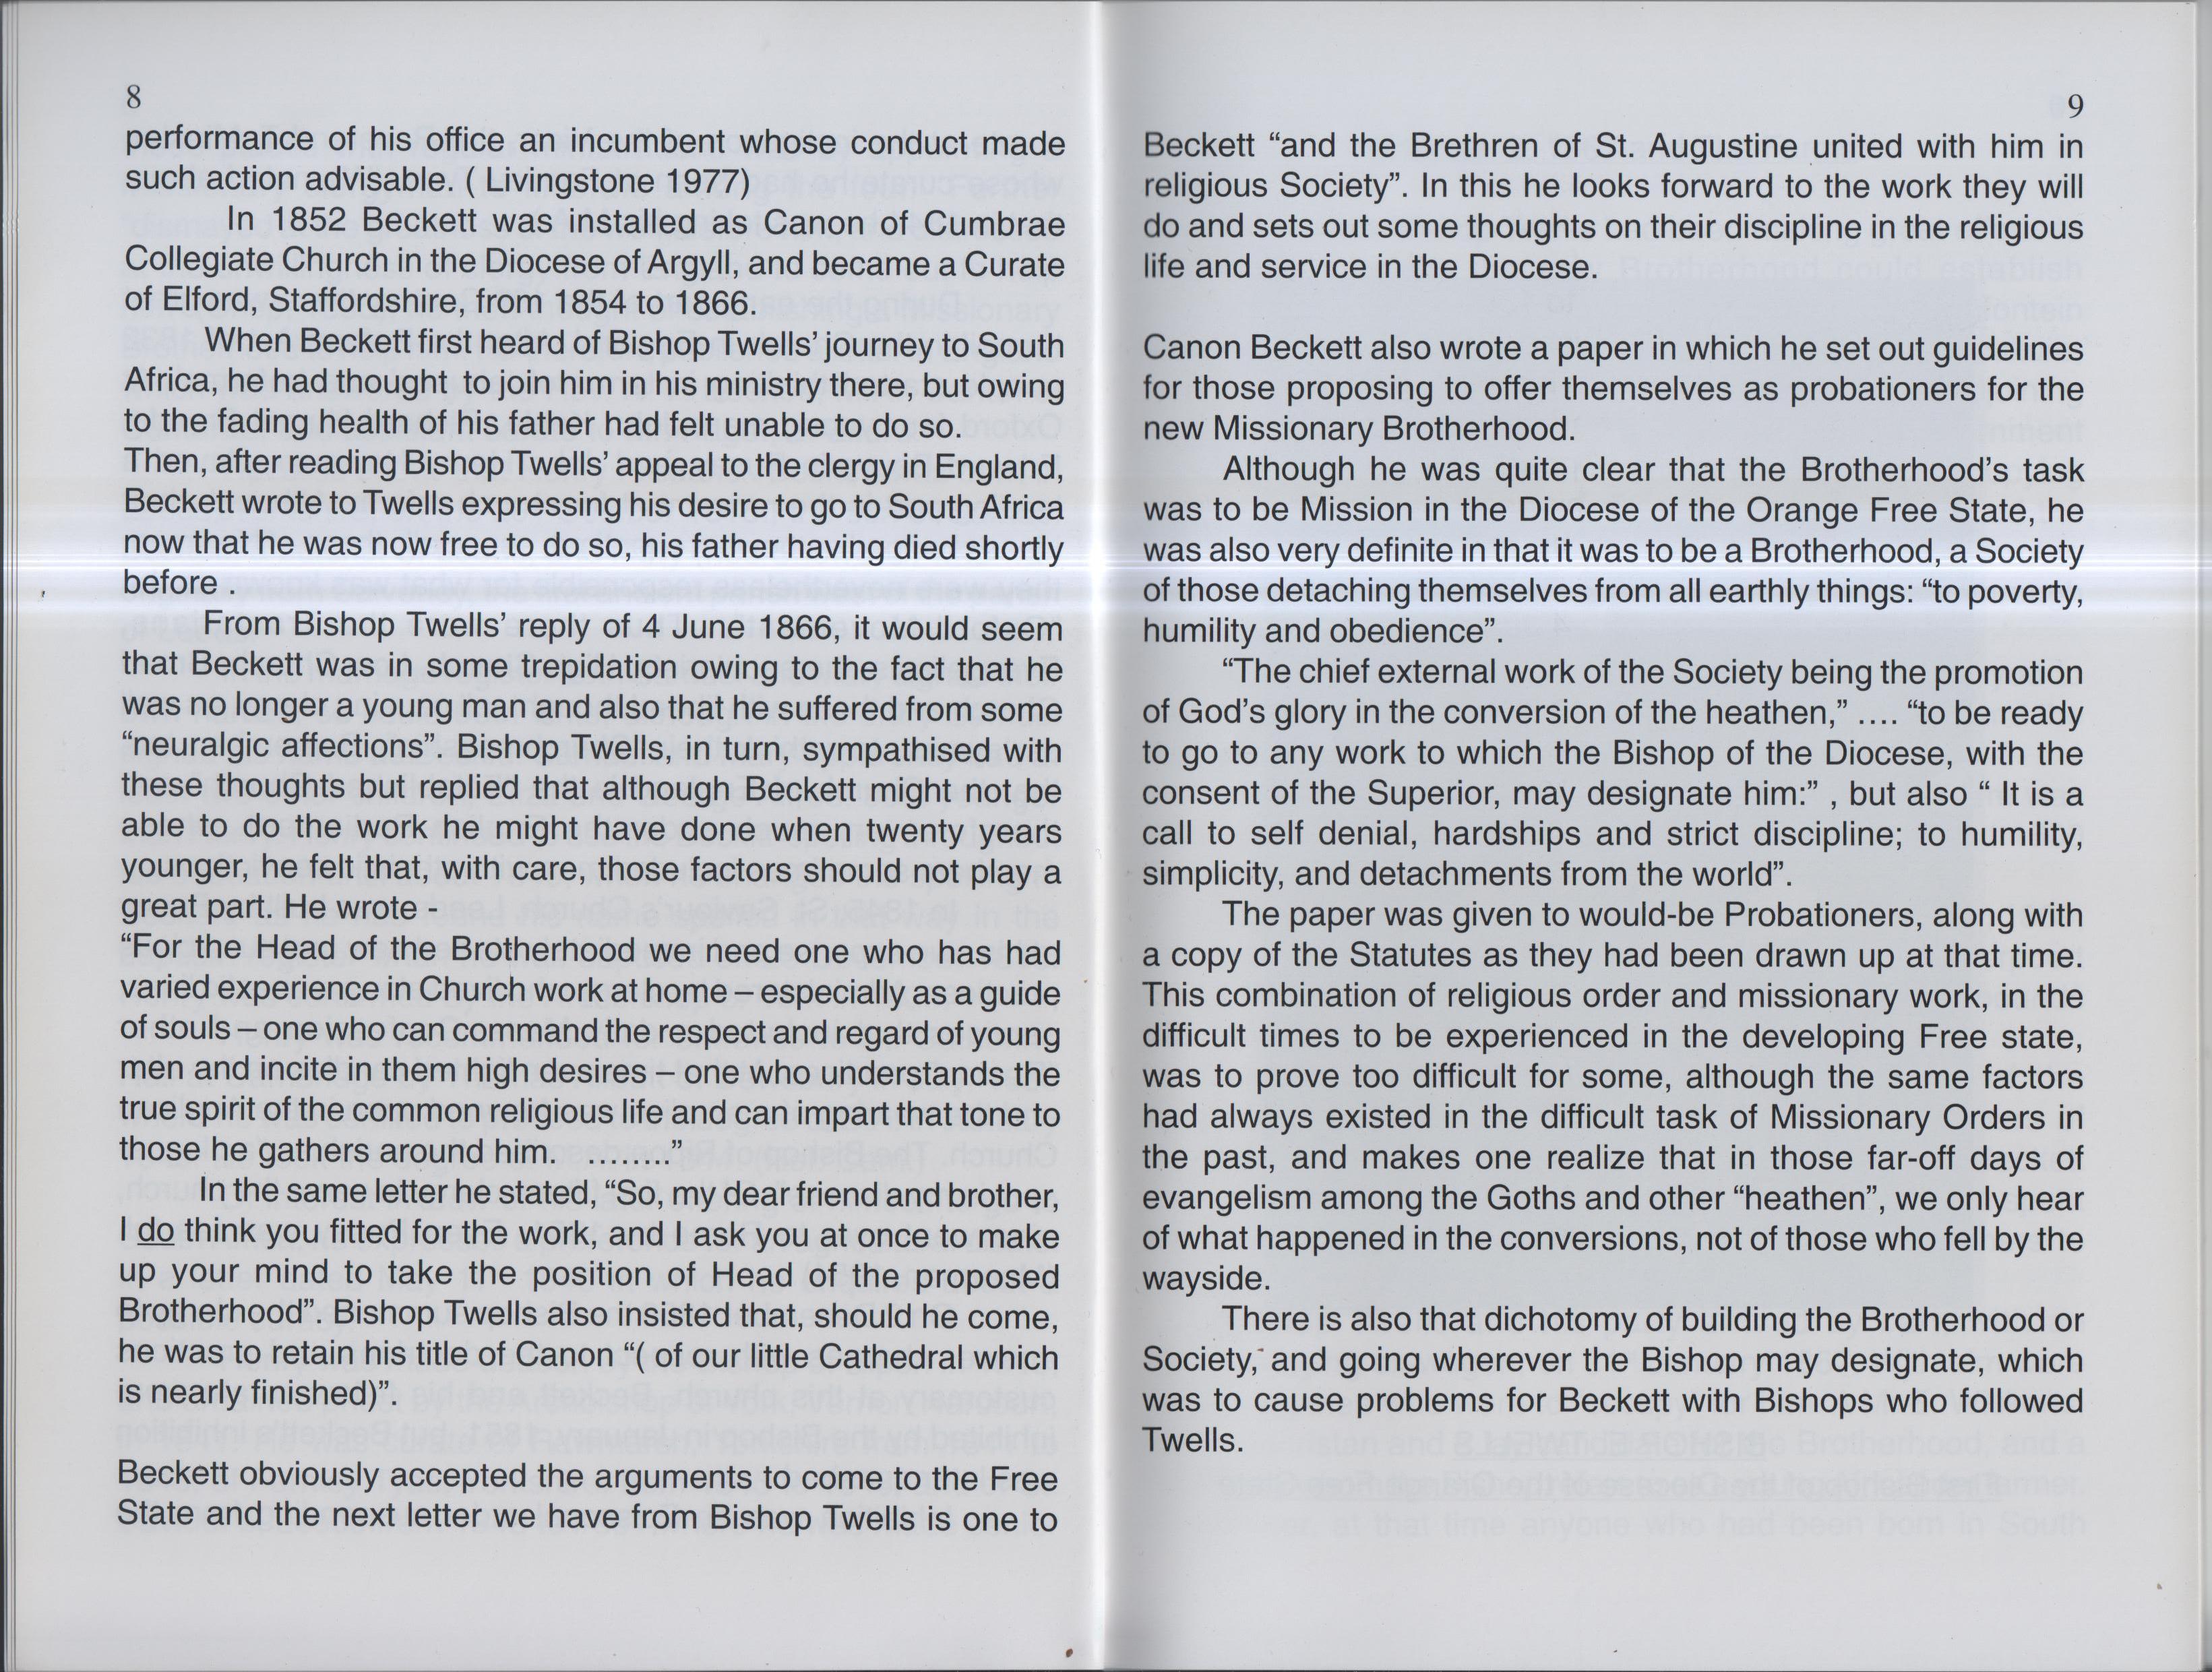 8
performance of his office an incumbent whose conduct made
such action advisable. ( Livingstone 1977)
In 1852 Beckett was installed as Canon of Cumbrae
Collegiate Church in the Diocese of Argyll, and became a Curate
of Elford, Staffordshire, from 1854 to 1866.
When Beckett first heard of Bishop Twells’ journey to South
Africa, he had thought to join him in his ministry there, but owing
to the fading health of his father had felt unable to do so.
Then, after reading Bishop Twells’ appeal to the clergy in England,
Beckett wrote to Twells expressing his desire to go to South Africa
now that he was now free to do so, his father having died shortly
before .
From Bishop Twells’ reply of 4 June 1866, it would seem
that Beckett was in some trepidation owing to the fact that he
was no longer a young man and also that he suffered from some
“neuralgic affections”. Bishop Twells, in turn, sympathised with
these thoughts but replied that although Beckett might not be
able to do the work he might have done when twenty years
younger, he felt that, with care, those factors should not play a
great part. He wrote -
“For the Head of the Brotherhood we need one who has had
varied experience in Church work at home – especially as a guide
of souls – one who can command the respect and regard of young
men and incite in them high desires – one who understands the
true spirit of the common religious life and can impart that tone to
those he gathers around him. .........”
In the same letter he stated, “So, my dear friend and brother,
I do think you fitted for the work, and I ask you at once to make
up your mind to take the position of Head of the proposed
Brotherhood”. Bishop Twells also insisted that, should he come,
he was to retain his title of Canon “( of our little Cathedral which
is nearly finished)”.
Beckett obviously accepted the arguments to come to the Free
State and the next letter we have from Bishop Twells is one to
9
Beckett “and the Brethren of St. Augustine united with him in
religious Society”. In this he looks forward to the work they will
do and sets out some thoughts on their discipline in the religious
life and service in the Diocese.
Canon Beckett also wrote a paper in which he set out guidelines
for those proposing to offer themselves as probationers for the
new Missionary Brotherhood.
Although he was quite clear that the Brotherhood’s task
was to be Mission in the Diocese of the Orange Free State, he
was also very definite in that it was to be a Brotherhood, a Society
of those detaching themselves from all earthly things: “to poverty,
humility and obedience”.
“The chief external work of the Society being the promotion
of God’s glory in the conversion of the heathen,” .... “to be ready
to go to any work to which the Bishop of the Diocese, with the
consent of the Superior, may designate him:” , but also “ It is a
call to self denial, hardships and strict discipline; to humility,
simplicity, and detachments from the world”.
The paper was given to would-be Probationers, along with
a copy of the Statutes as they had been drawn up at that time.
This combination of religious order and missionary work, in the
difficult times to be experienced in the developing Free state,
was to prove too difficult for some, although the same factors
had always existed in the difficult task of Missionary Orders in
the past, and makes one realize that in those far-off days of
evangelism among the Goths and other “heathen”, we only hear
of what happened in the conversions, not of those who fell by the
wayside.
There is also that dichotomy of building the Brotherhood or
Society, and going wherever the Bishop may designate, which
was to cause problems for Beckett with Bishops who followed
Twells.